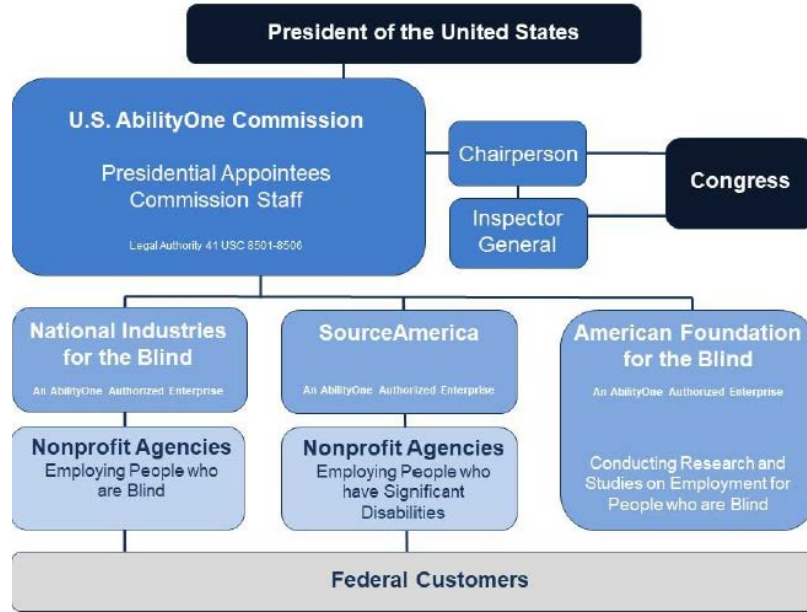 President of the United States
U.S. AbilityOne Commission
Presidential Appointees
Commission Staff
Legal Authority 41 USC 8501-8506
Chairperson
Inspector
General
Congress
National Industries
for the Blind
An AbilityOne Authorized Enterprise
SourceAmerica
An AbilityOne Authorized Enterprise
American Foundation
for the Blind
An AbilityOne Authorized Enterprise
Nonprofit Agencies
Employing People who
are Blind
Nonprofit Agencies
Employing People who
have Significant
Disabilities
Conducting Research and
Studies on Employment for
People who are Blind
Federal Customers